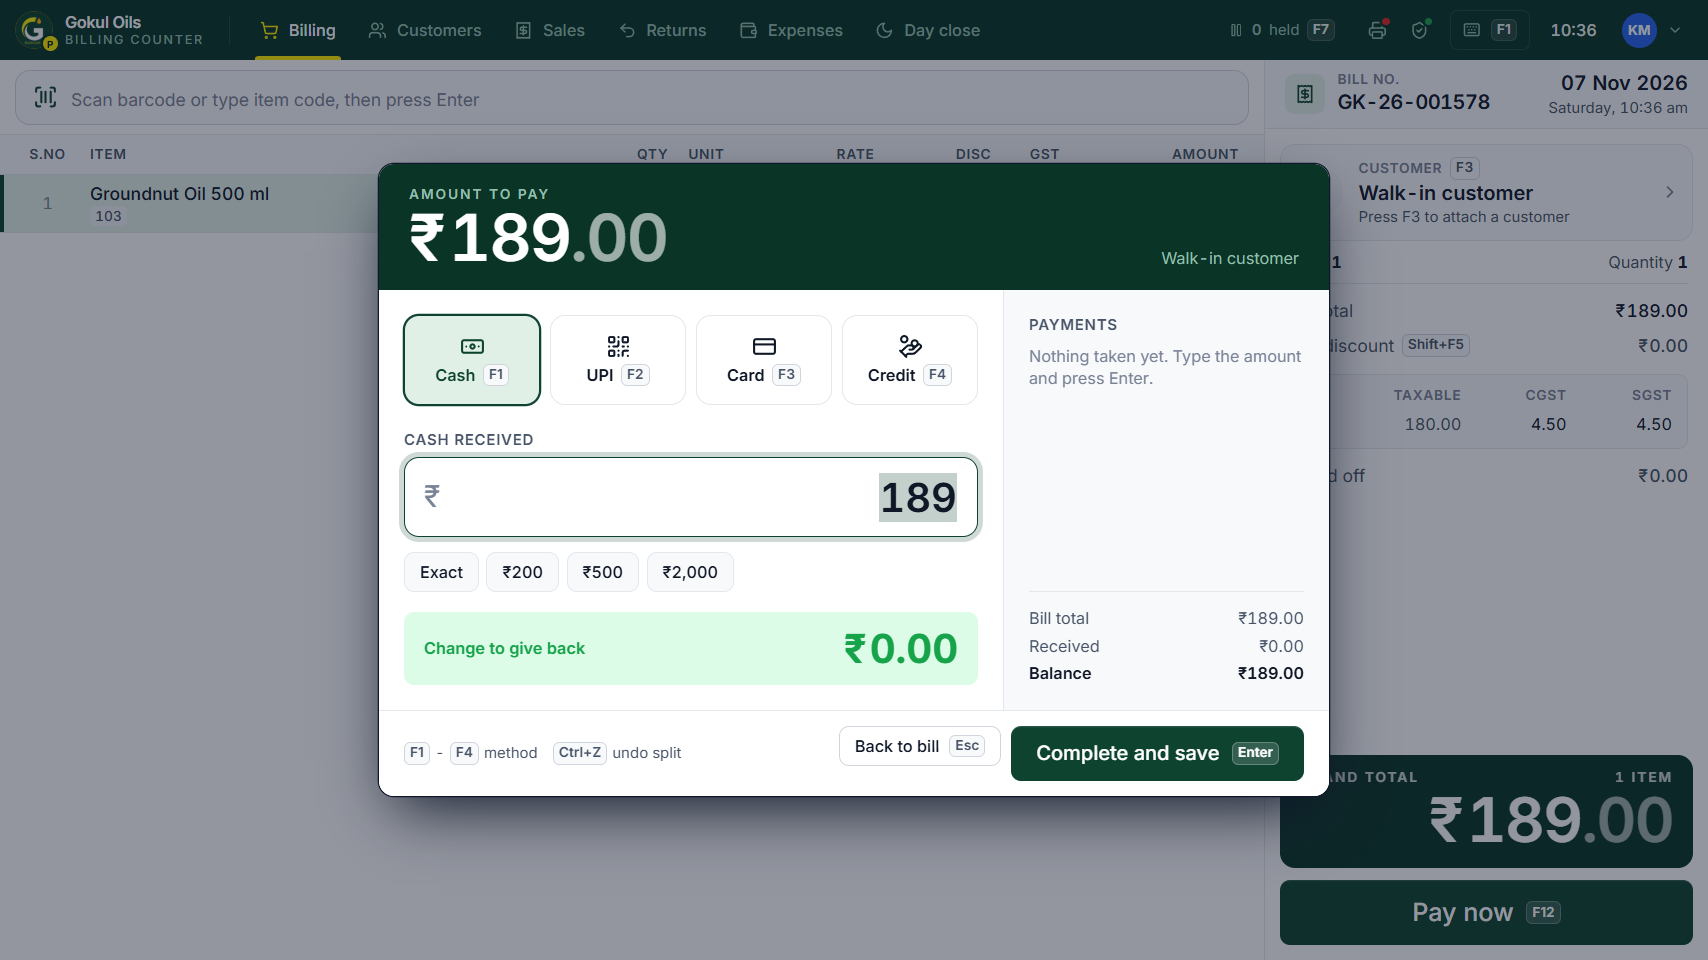 Gokul Oils
BILLING COUNTER
Billing
Customers
Sales
Returns
Expenses
Day close
0 held F7
F1
10:36
KM
Scan barcode or type item code, then press Enter
BILL NO.
GK-26-001578
07 Nov 2026
Saturday, 10:36 am
S.NO ITEM QTY UNIT RATE DISC GST AMOUNT
1 Groundnut Oil 500 ml
103
CUSTOMER F3
Walk-in customer
Press F3 to attach a customer
1 Quantity 1
otal ₹189.00
discount Shift+F5 ₹0.00
TAXABLE CGST SGST
180.00 4.50 4.50
d off ₹0.00
AND TOTAL 1 ITEM
₹189.00
Pay now F12
AMOUNT TO PAY
₹189.00
Walk-in customer
Cash F1
UPI F2
Card F3
Credit F4
CASH RECEIVED
₹ 189
Exact ₹200 ₹500 ₹2,000
Change to give back ₹0.00
PAYMENTS
Nothing taken yet. Type the amount
and press Enter.
Bill total ₹189.00
Received ₹0.00
Balance ₹189.00
F1 - F4 method Ctrl+Z undo split
Back to bill Esc
Complete and save Enter